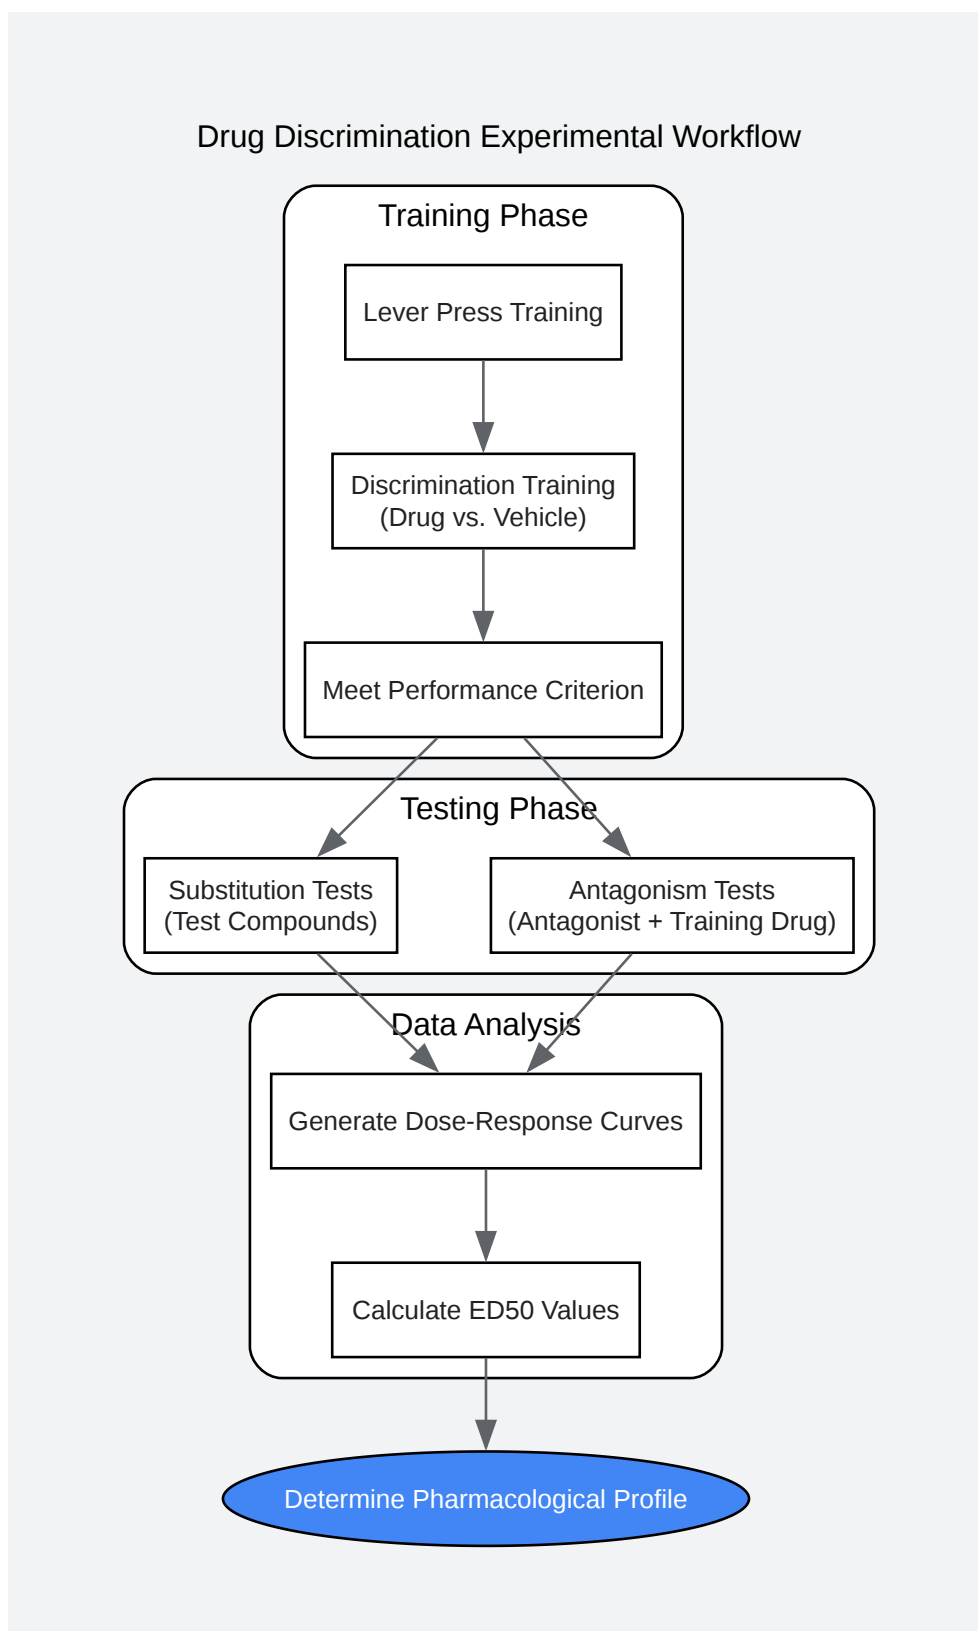 Drug Discrimination Experimental Workflow
Training Phase
Lever Press Training
Discrimination Training
(Drug vs. Vehicle)
Meet Performance Criterion
Testing Phase
Substitution Tests
(Test Compounds)
Antagonism Tests
(Antagonist + Training Drug)
Data Analysis
Generate Dose-Response Curves
Calculate ED50 Values
Determine Pharmacological Profile